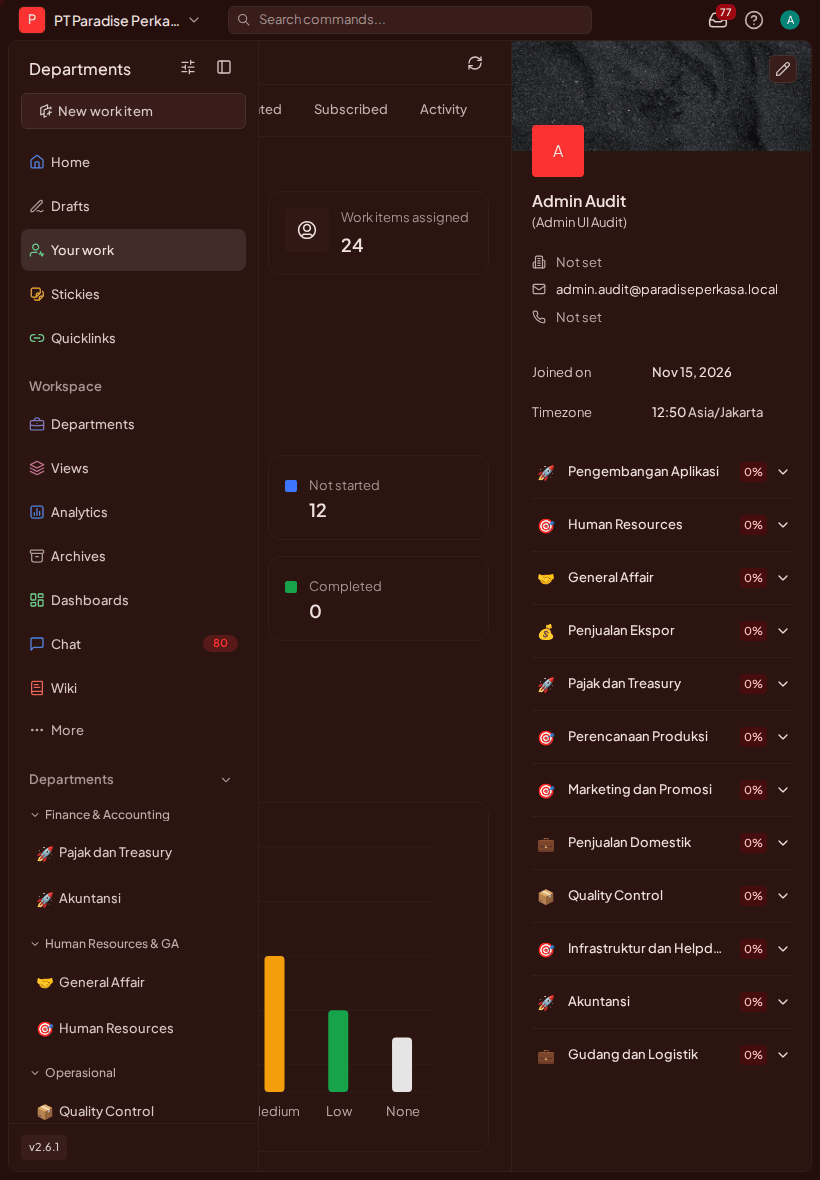 P PT Paradise Perka...
Search commands...
77
A
Departments
New work item
Home
Drafts
Your work
Stickies
Quicklinks
Workspace
Departments
Views
Analytics
Archives
Dashboards
Chat 80
Wiki
More
Departments
Finance & Accounting
Pajak dan Treasury
Akuntansi
Human Resources & GA
General Affair
Human Resources
Operasional
Quality Control
v2.6.1
ted Subscribed Activity
Work items assigned
24
Not started
12
Completed
0
edium Low None
A
Admin Audit
(Admin UI Audit)
Not set
admin.audit@paradiseperkasa.local
Not set
Joined on Nov 15, 2026
Timezone 12:50 Asia/Jakarta
Pengembangan Aplikasi 0%
Human Resources 0%
General Affair 0%
Penjualan Ekspor 0%
Pajak dan Treasury 0%
Perencanaan Produksi 0%
Marketing dan Promosi 0%
Penjualan Domestik 0%
Quality Control 0%
Infrastruktur dan Helpd... 0%
Akuntansi 0%
Gudang dan Logistik 0%